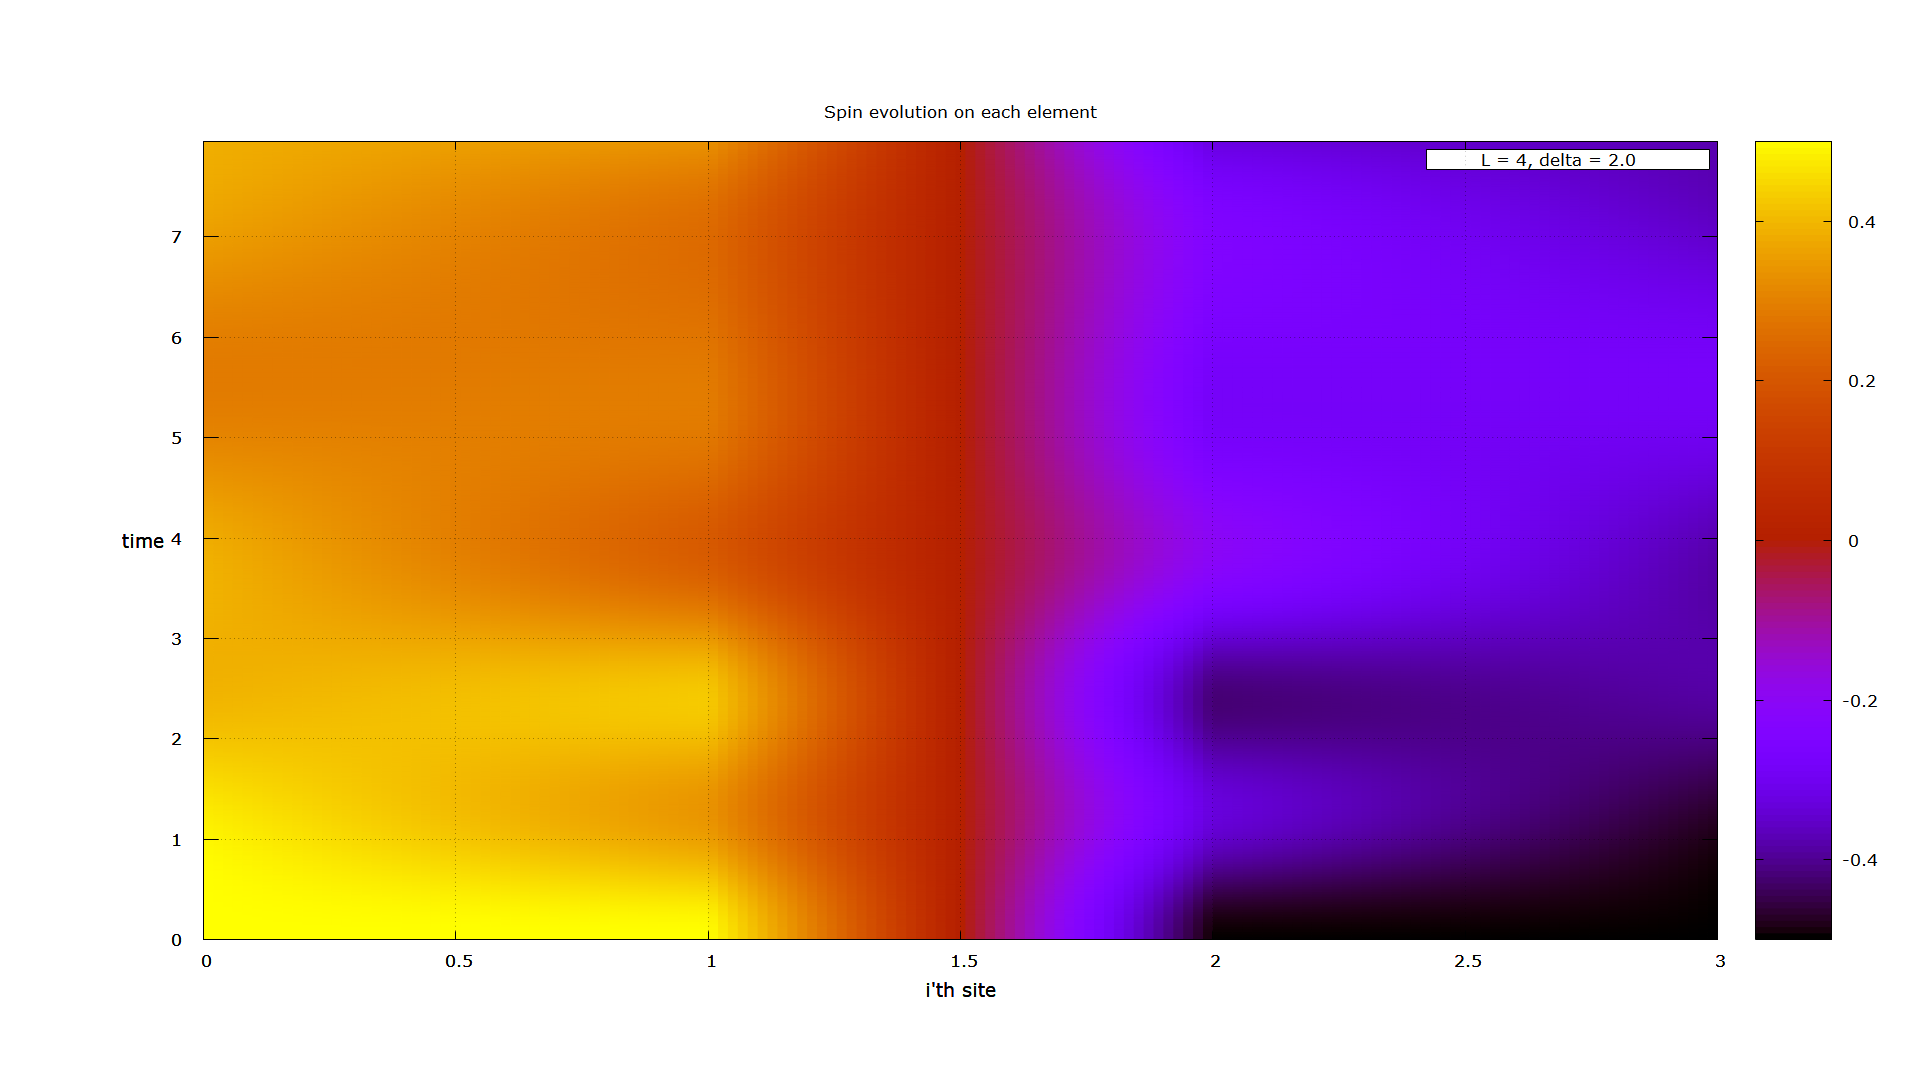 Spin evolution on each element
L = 4, delta = 2.0
7
6
5
time 4
3
2
1
0
0 0.5 1 1.5 2 2.5 3
i'th site
0.4
0.2
0
-0.2
-0.4